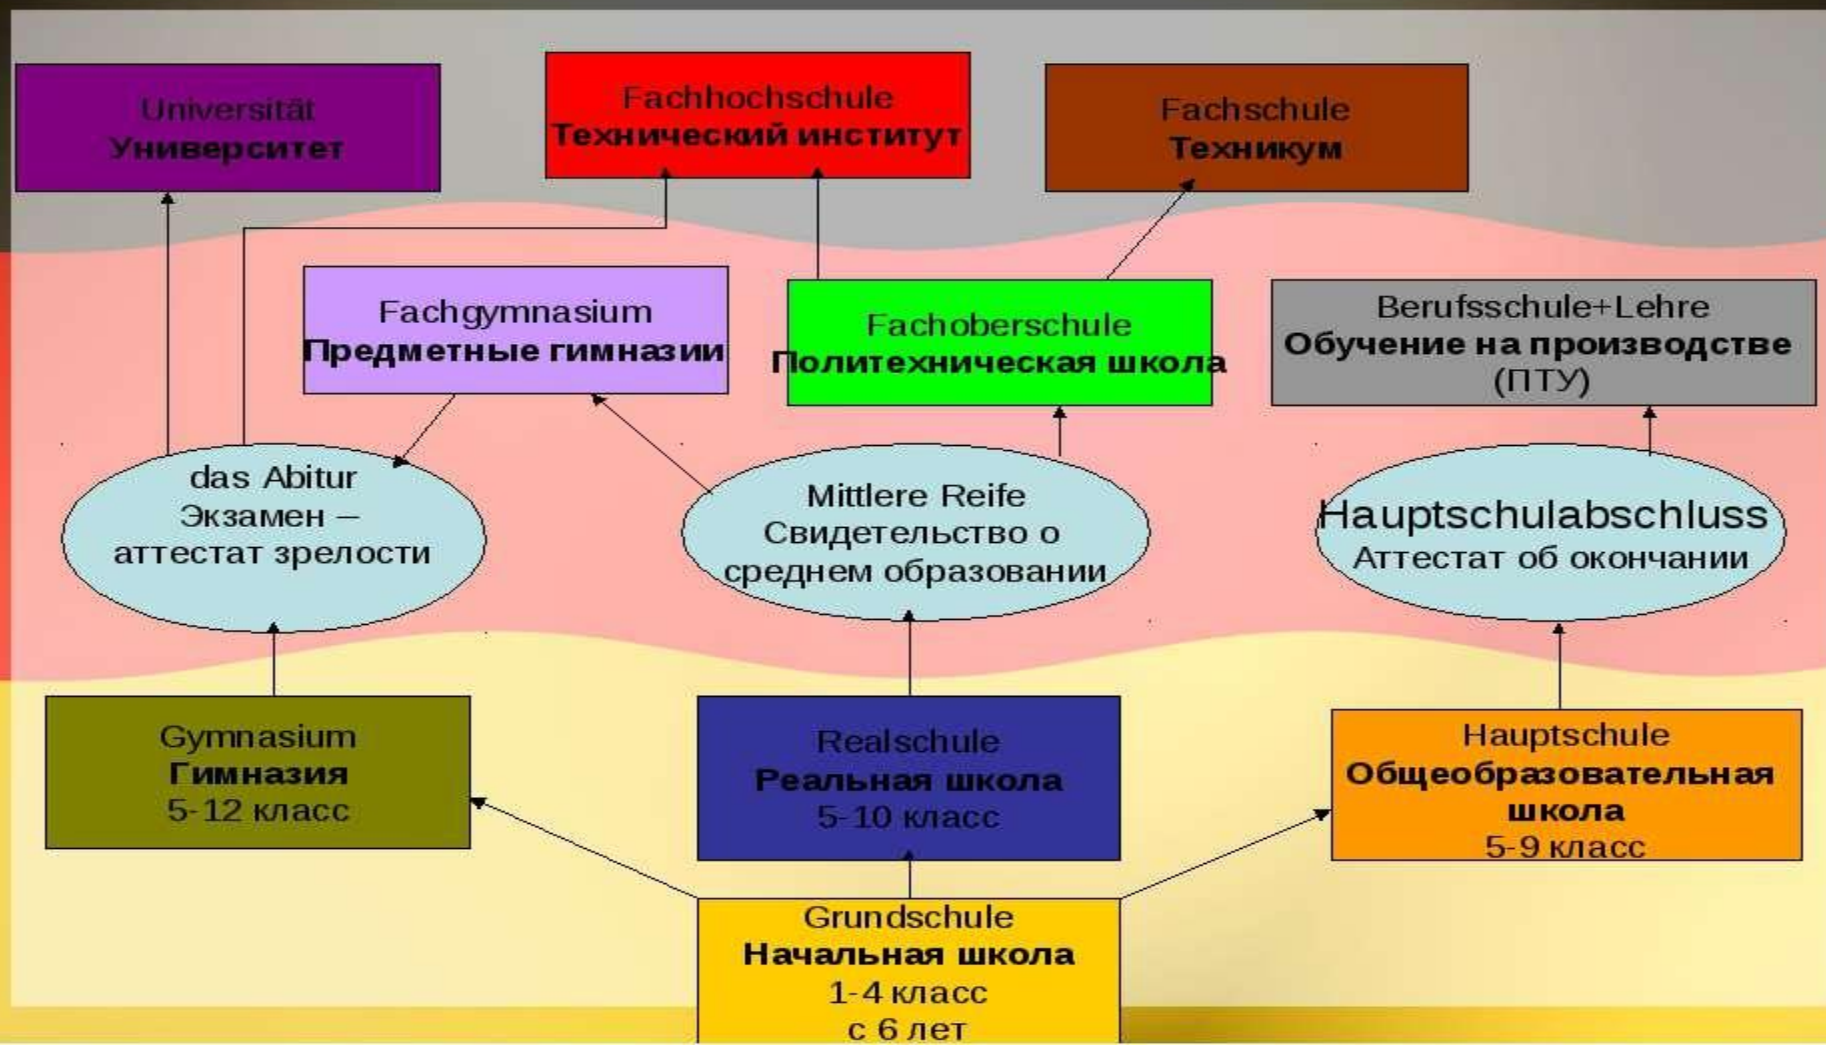 Universität
Университет
Fachhochschule
Технический институт
Fachschule
Техникум
Fachgymnasium
Предметные гимназии
Fachoberschule
Политехническая школа
Berufsschule+Lehre
Обучение на производстве
(ПТУ)
das Abitur
Экзамен –
аттестат зрелости
Mittlere Reife
Свидетельство о
среднем образовании
Hauptschulabschluss
Аттестат об окончании
Gymnasium
Гимназия
5-12 класс
Realschule
Реальная школа
5-10 класс
Hauptschule
Общеобразовательная
школа
5-9 класс
Grundschule
Начальная школа
1-4 класс
с 6 лет